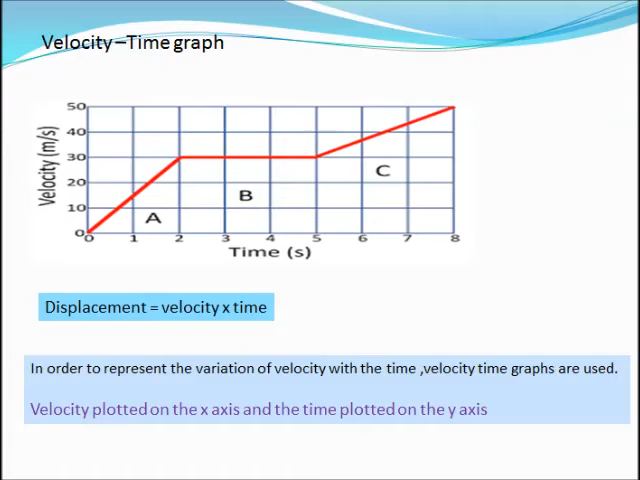 Velocity –Time graph
50
40
30
20
10
0
Velocity (m/s)
A
B
C
0 1 2 3 4 5 6 7 8
Time (s)
Displacement = velocity x time
In order to represent the variation of velocity with the time ,velocity time graphs are used.
Velocity plotted on the x axis and the time plotted on the y axis